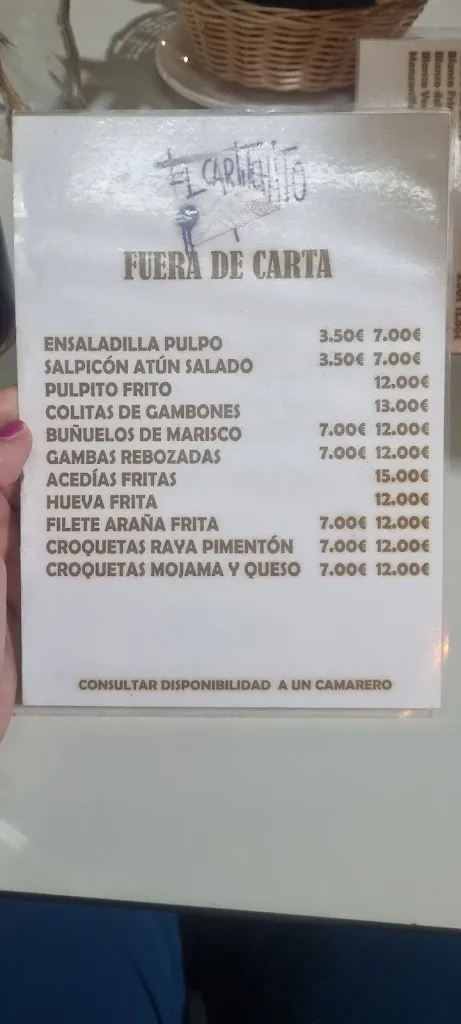 EL CARTUCHITO
FUERA DE CARTA
ENSALADILLA PULPO 3.50€ 7.00€
SALPICÓN ATÚN SALADO 3.50€ 7.00€
PULPITO FRITO 12.00€
COLITAS DE GAMBONES 13.00€
BUÑUELOS DE MARISCO 7.00€ 12.00€
GAMBAS REBOZADAS 7.00€ 12.00€
ACEDÍAS FRITAS 15.00€
HUEVA FRITA 12.00€
FILETE ARAÑA FRITA 7.00€ 12.00€
CROQUETAS RAYA PIMENTÓN 7.00€ 12.00€
CROQUETAS MOJAMA Y QUESO 7.00€ 12.00€
CONSULTAR DISPONIBILIDAD A UN CAMARERO